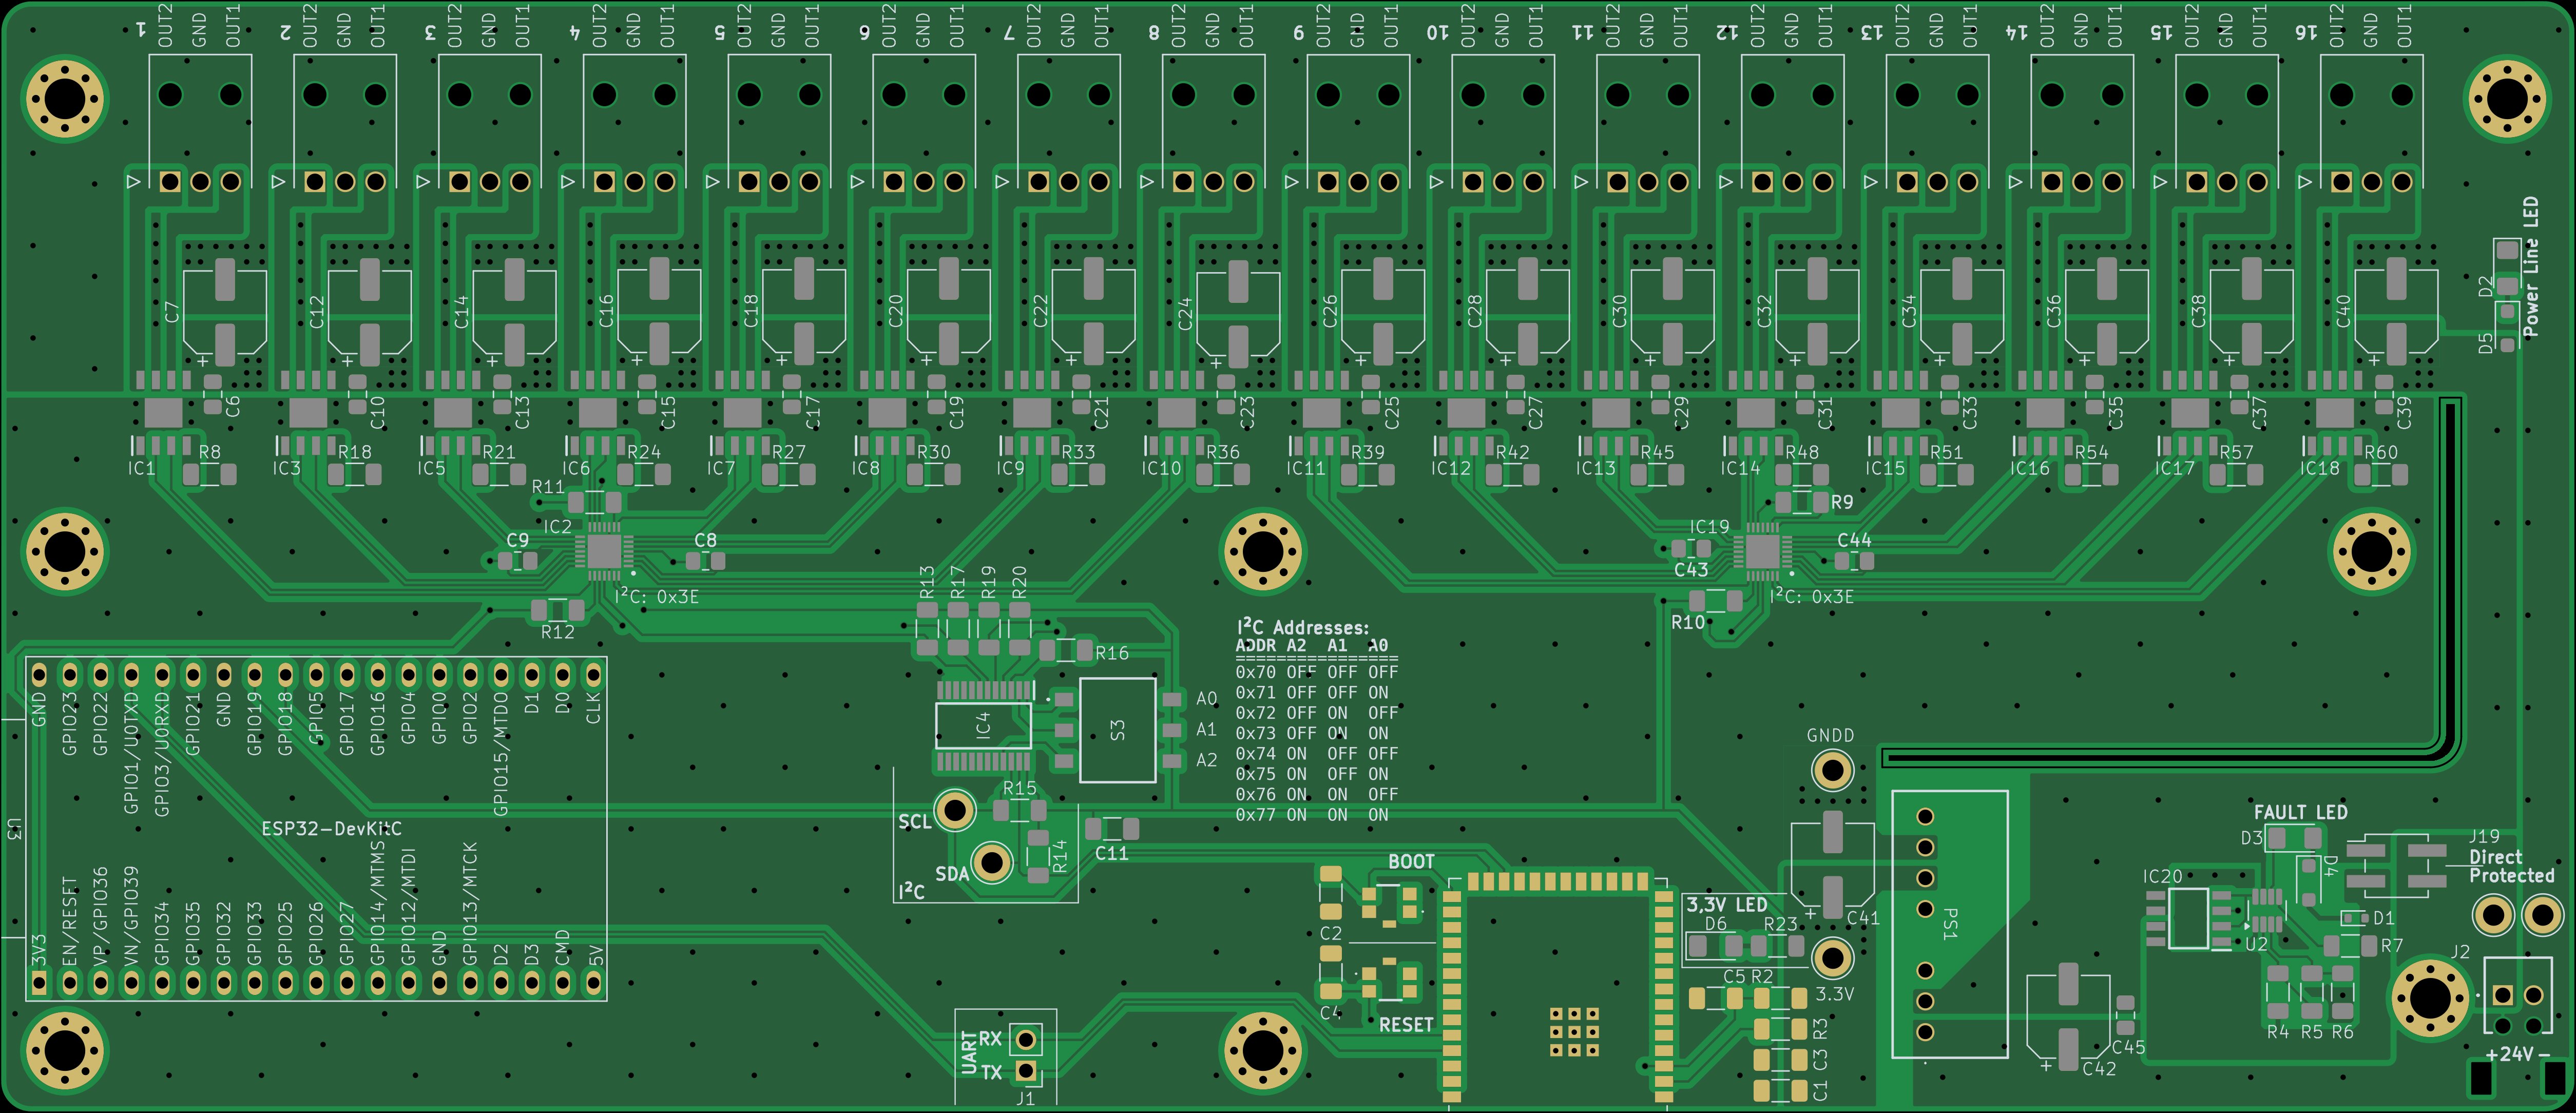 1 OUT2 GND OUT1
2 OUT2 GND OUT1
3 OUT2 GND OUT1
4 OUT2 GND OUT1
5 OUT2 GND OUT1
6 OUT2 GND OUT1
7 OUT2 GND OUT1
8 OUT2 GND OUT1
9 OUT2 GND OUT1
10 OUT2 GND OUT1
11 OUT2 GND OUT1
12 OUT2 GND OUT1
13 OUT2 GND OUT1
14 OUT2 GND OUT1
15 OUT2 GND OUT1
16 OUT2 GND OUT1
C7 C12 C14 C16 C18 C20 C22 C24 C26 C28 C30 C32 C34 C36 C38 C40
D2
D5
Power Line LED
C6 C10 C13 C15 C17 C19 C21 C23 C25 C27 C29 C31 C33 C35 C37 C39
R8 R18 R21 R24 R27 R30 R33 R36 R39 R42 R45 R48 R51 R54 R57 R60
IC1 IC3 IC5 IC6 IC7 IC8 IC9 IC10 IC11 IC12 IC13 IC14 IC15 IC16 IC17 IC18
R11
IC2
C9
C8
I²C: 0x3E
R12
R9
IC19
C43
C44
I²C: 0x3E
R10
R13 R17 R19 R20
R16
IC4
S3
A0
A1
A2
I²C Addresses:
ADDR A2 A1 A0
====================
0x70 OFF OFF OFF
0x71 OFF OFF ON
0x72 OFF ON OFF
0x73 OFF ON ON
0x74 ON OFF OFF
0x75 ON OFF ON
0x76 ON ON OFF
0x77 ON ON ON
GND GPIO23 GPIO22 GPIO1/U0TXD GPIO3/U0RXD GPIO21 GND GPIO19 GPIO18 GPIO5 GPIO17 GPIO16 GPIO4 GPIO0 GPIO2 GPIO15/MTDO D1 D0 CLK
U3
ESP32-DevKitC
3V3 EN/RESET VP/GPIO36 VN/GPIO39 GPIO34 GPIO35 GPIO32 GPIO33 GPIO25 GPIO26 GPIO27 GPIO14/MTMS GPIO12/MTDI GND GPIO13/MTCK D2 D3 CMD 5V
R15
SCL
R14
C11
SDA
I²C
UART
RX
TX
J1
BOOT
C2
C4
RESET
GNDD
3,3V LED
D6
R23
C41
C5 R2
3.3V
R3
C3
C1
PS1
C42
C45
FAULT LED
D3
D4
J19
Direct
Protected
IC20
U2
D1
R7
R4 R5 R6
J2
+24V-